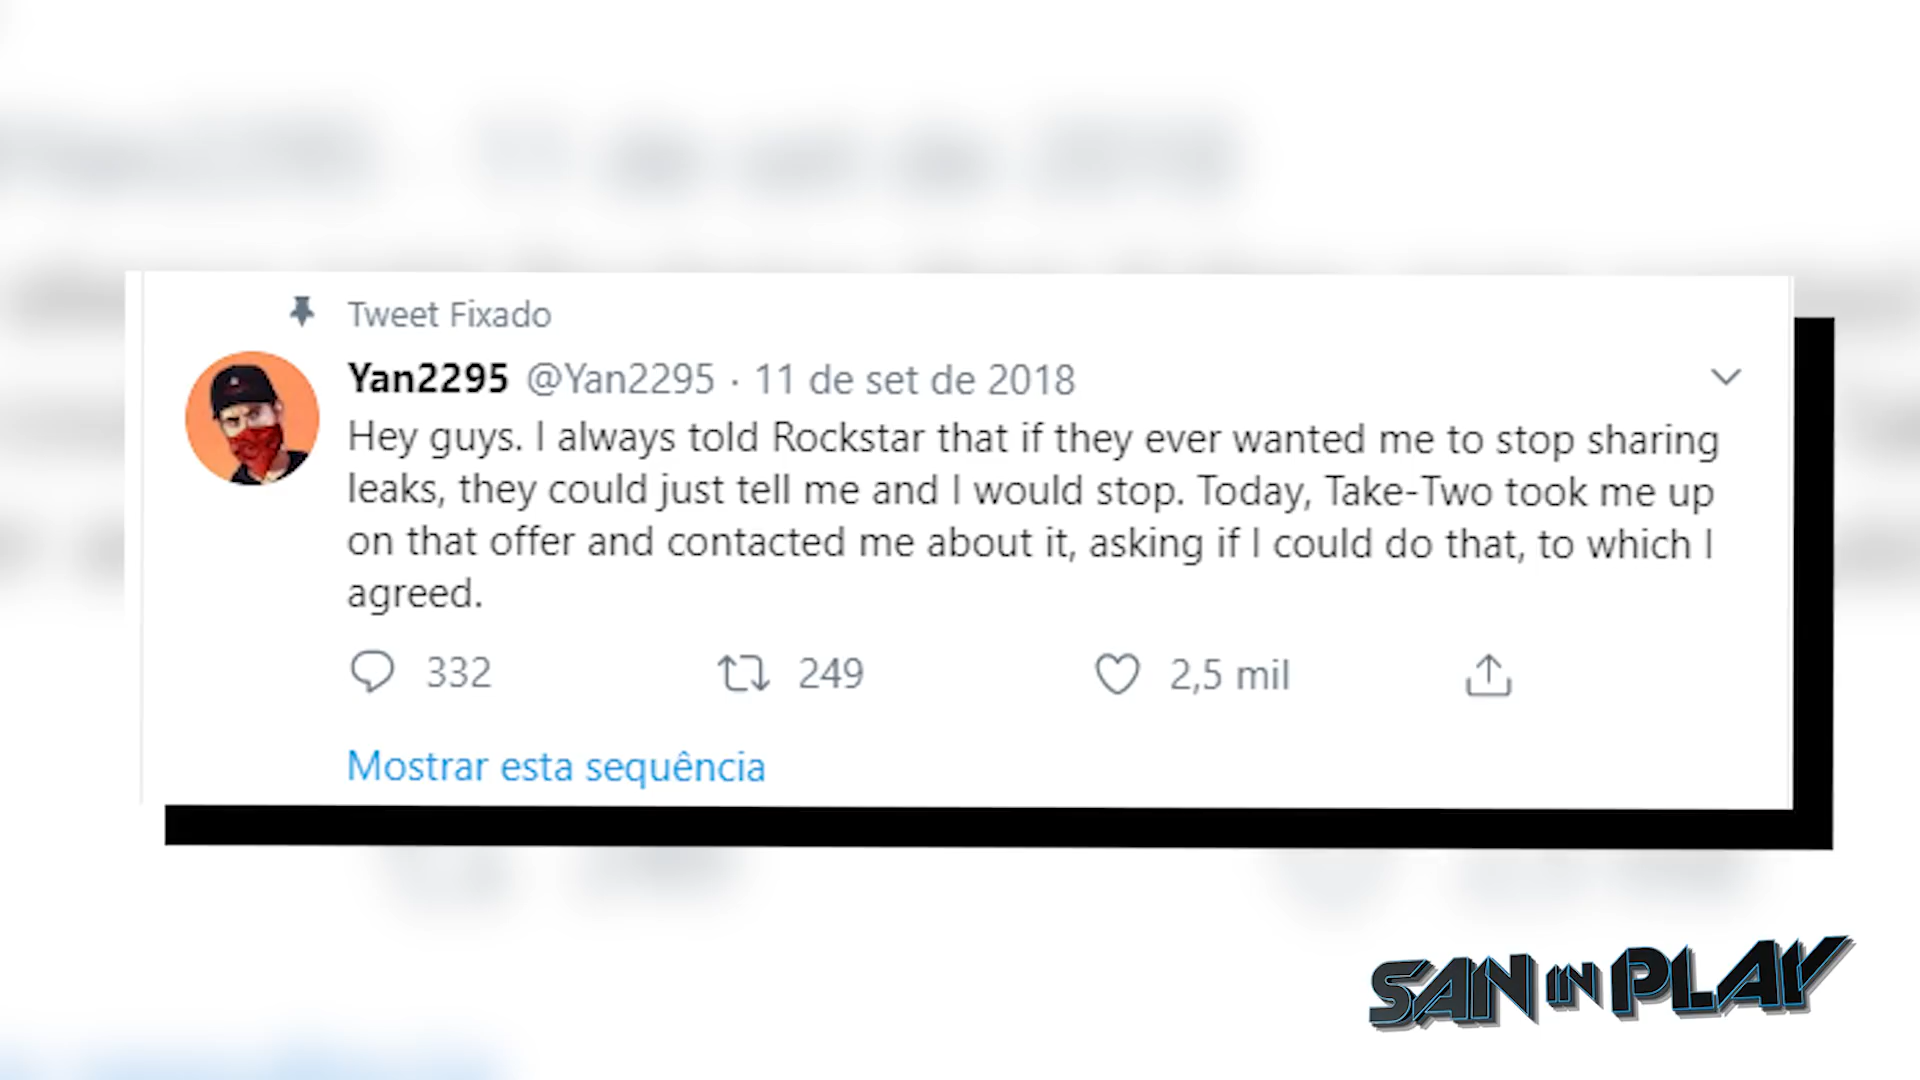 Tweet Fixado
Yan2295 @Yan2295 · 11 de set de 2018
Hey guys. I always told Rockstar that if they ever wanted me to stop sharing
leaks, they could just tell me and I would stop. Today, Take-Two took me up
on that offer and contacted me about it, asking if I could do that, to which I
agreed.
332 249 2,5 mil
Mostrar esta sequência
SAN IN PLAY